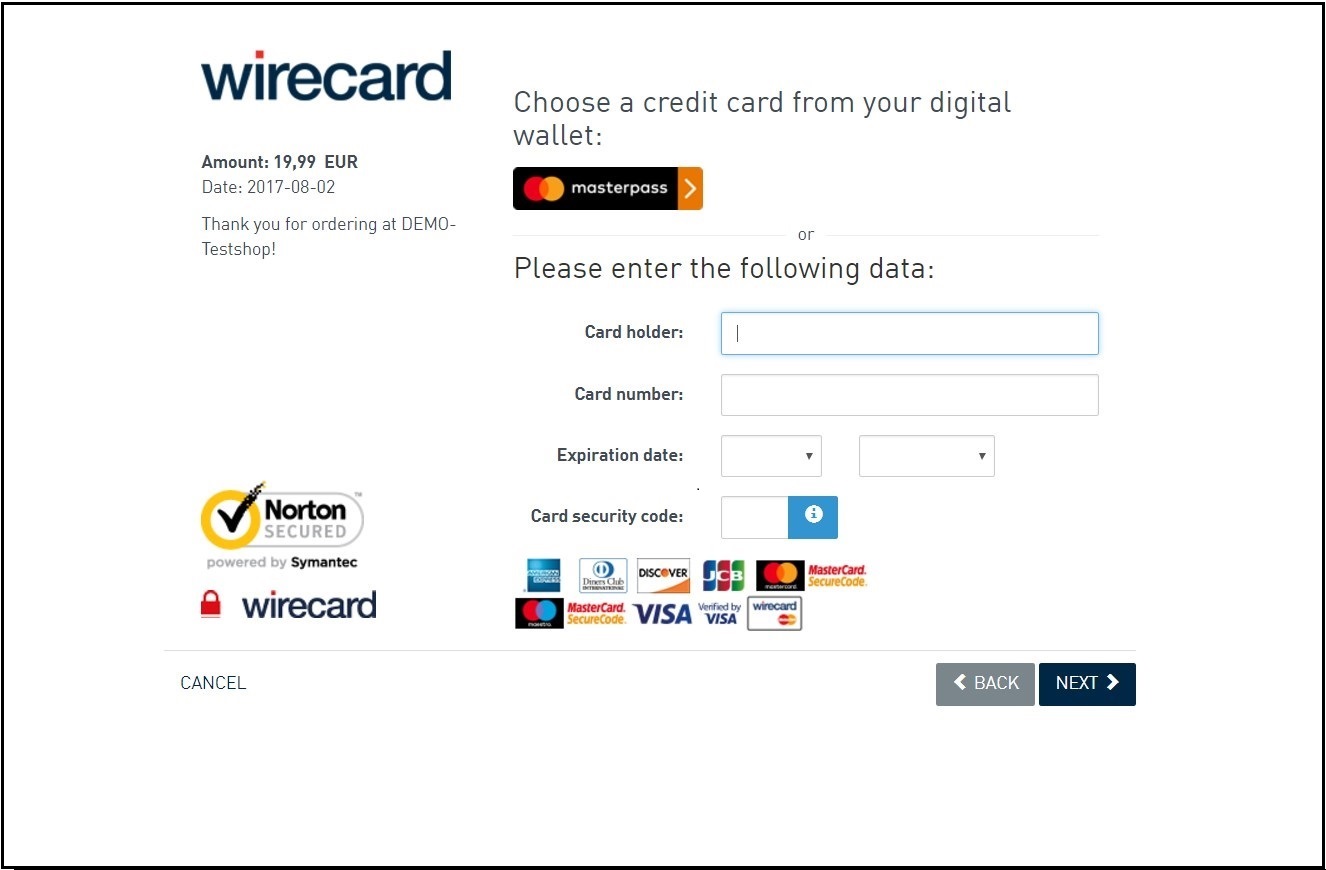 wirecard
Amount: 19,99 EUR
Date: 2017-08-02
Thank you for ordering at DEMO-
Testshop!
Choose a credit card from your digital
wallet:
masterpass
or
Please enter the following data:
Card holder:
Card number:
Expiration date:
Card security code:
Norton™
SECURED
powered by Symantec
wirecard
AMERICAN EXPRESS Diners Club INTERNATIONAL DISCOVER JCB mastercard MasterCard. SecureCode.
maestro MasterCard. SecureCode. VISA Verified by VISA wirecard
CANCEL
BACK NEXT